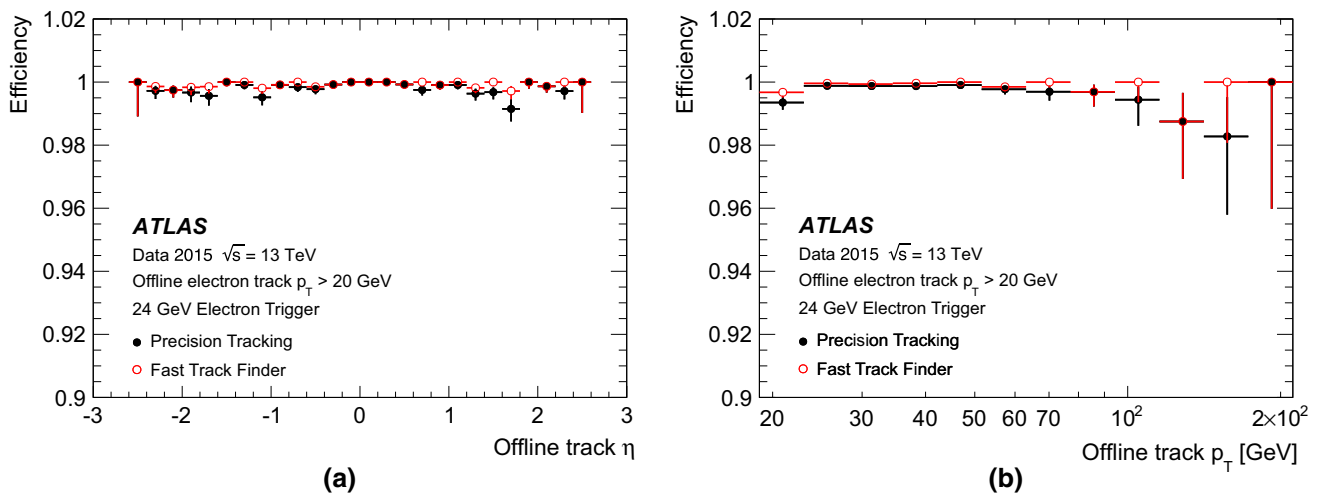 Efficiency
1.02
1
0.98
0.96
0.94
0.92
0.9
ATLAS
Data 2015 √s = 13 TeV
Offline electron track p_T > 20 GeV
24 GeV Electron Trigger
Precision Tracking
Fast Track Finder
-3 -2 -1 0 1 2 3
Offline track η
(a)
Efficiency
1.02
1
0.98
0.96
0.94
0.92
0.9
ATLAS
Data 2015 √s = 13 TeV
Offline electron track p_T > 20 GeV
24 GeV Electron Trigger
Precision Tracking
Fast Track Finder
20 30 40 50 60 70 10² 2×10²
Offline track p_T [GeV]
(b)